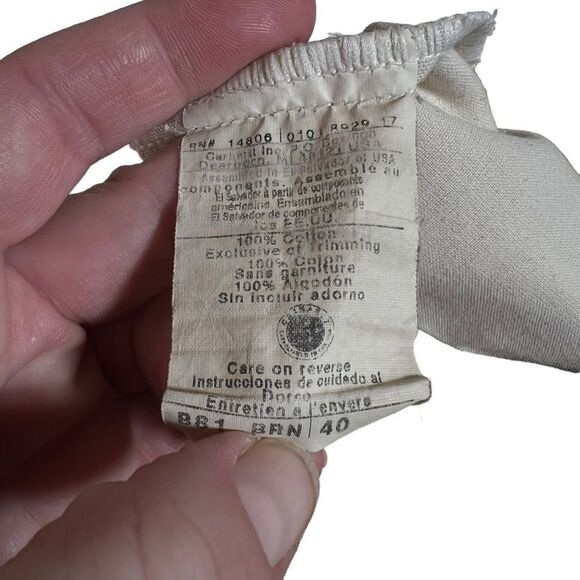 RN# 14806 | 0101 B929 17
Carhartt Inc.
Dearborn, MI 48121 USA
Assembled in El Salvador of USA
components. Assemblé au
El Salvador à partir de composants
américains. Ensamblado en
El Salvador de componentes de
los EE.UU.
100% Cotton
Exclusive of Trimming
100% Coton
Sans garniture
100% Algodón
Sin incluir adorno
Care on reverse
Instrucciones de cuidado al
Dorso
Entretien à l'envers
B81 BRN | 40